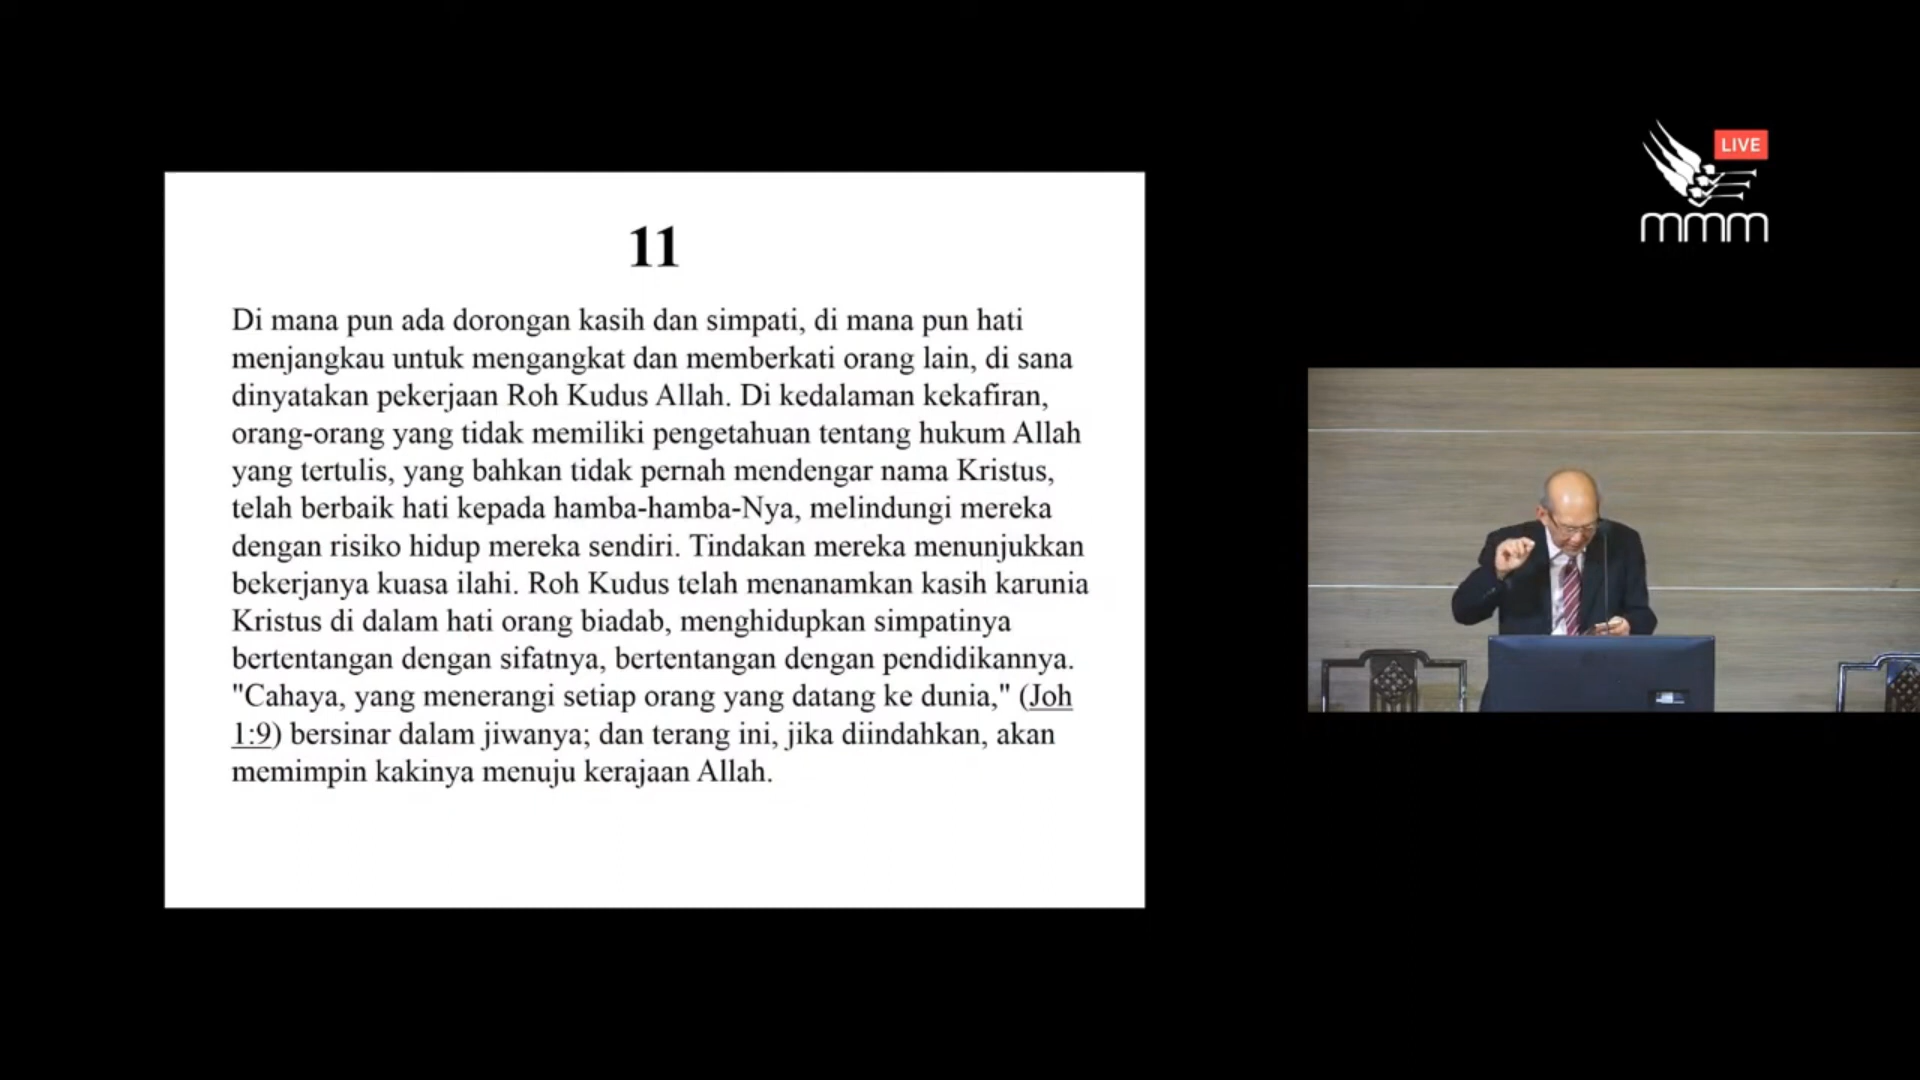 11
Di mana pun ada dorongan kasih dan simpati, di mana pun hati
menjangkau untuk mengangkat dan memberkati orang lain, di sana
dinyatakan pekerjaan Roh Kudus Allah. Di kedalaman kekafiran,
orang-orang yang tidak memiliki pengetahuan tentang hukum Allah
yang tertulis, yang bahkan tidak pernah mendengar nama Kristus,
telah berbaik hati kepada hamba-hamba-Nya, melindungi mereka
dengan risiko hidup mereka sendiri. Tindakan mereka menunjukkan
bekerjanya kuasa ilahi. Roh Kudus telah menanamkan kasih karunia
Kristus di dalam hati orang biadab, menghidupkan simpatinya
bertentangan dengan sifatnya, bertentangan dengan pendidikannya.
"Cahaya, yang menerangi setiap orang yang datang ke dunia," (Joh
1:9) bersinar dalam jiwanya; dan terang ini, jika diindahkan, akan
memimpin kakinya menuju kerajaan Allah.
LIVE
mmm